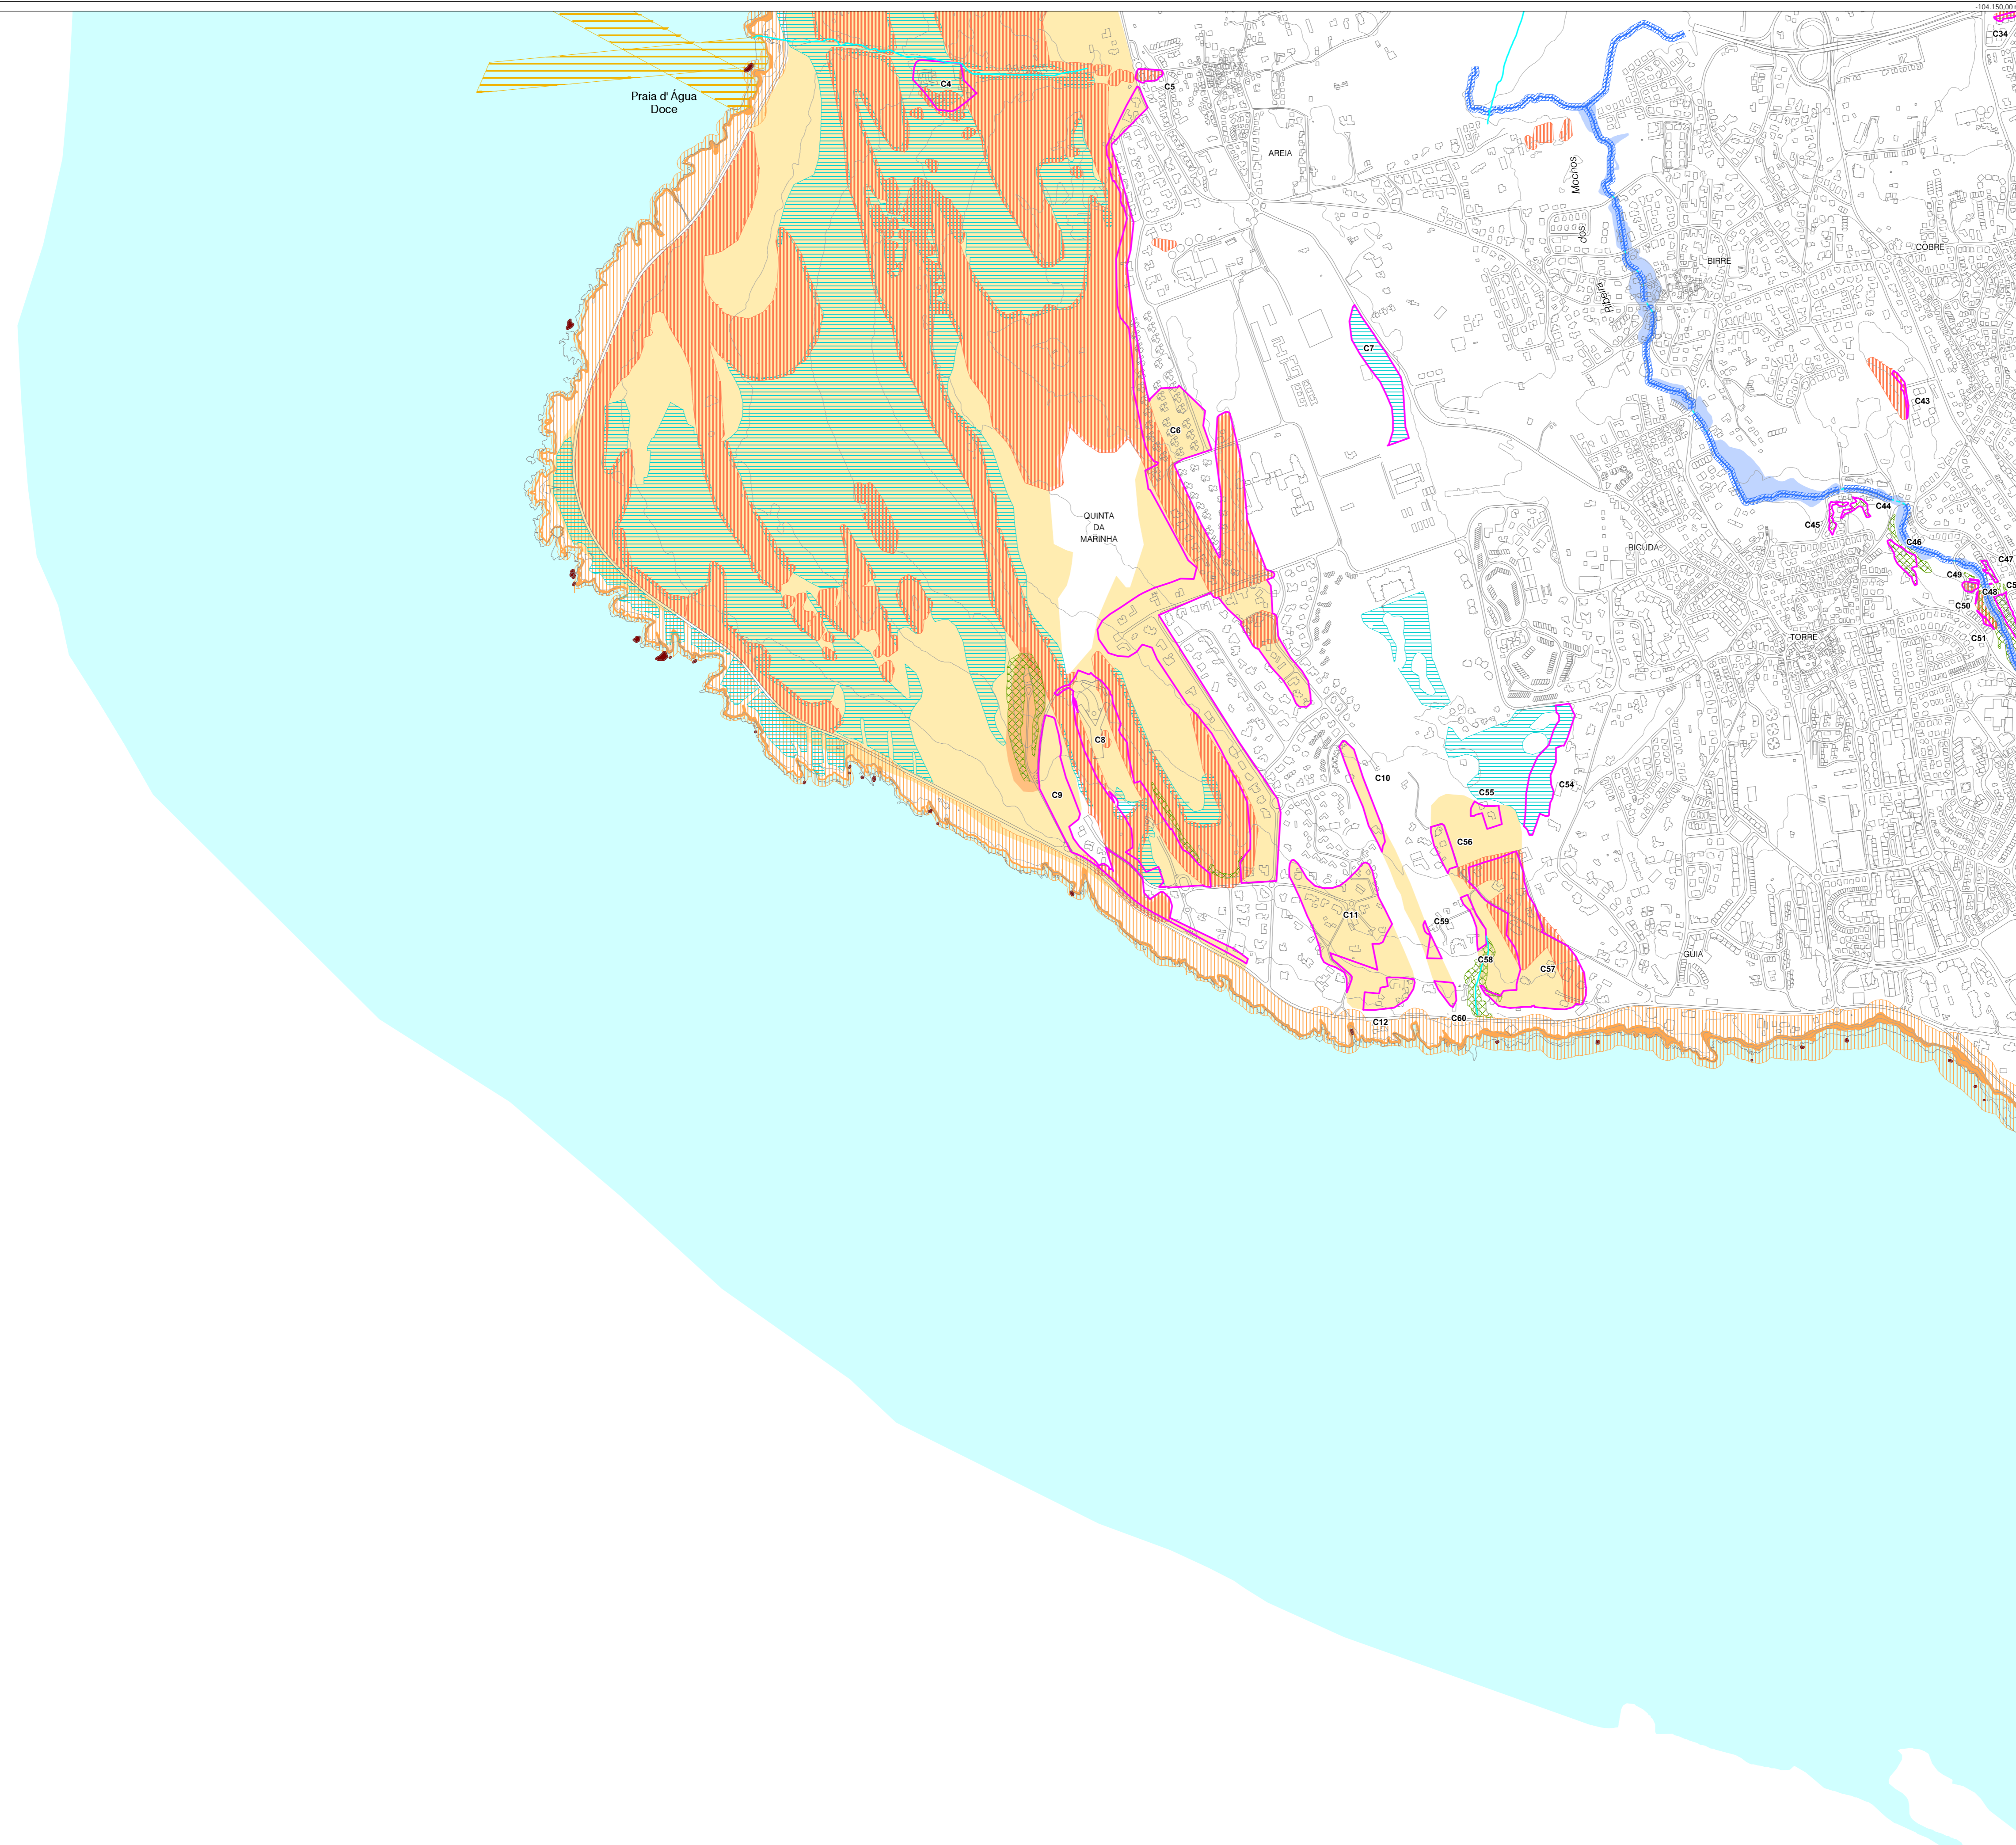 -104.150,00
C34
Praia d' Água
Doce
C4
C5
AREIA
Ribeira
dos
Mochos
BIRRE
COBRE
C7
C43
C6
QUINTA
DA
MARINHA
C45
C44
BICUDA
C46
C47
C49
C48
C50
C51
TORRE
C8
C9
C10
C54
C55
C56
C11
C59
C58
C57
GUIA
C12
C60